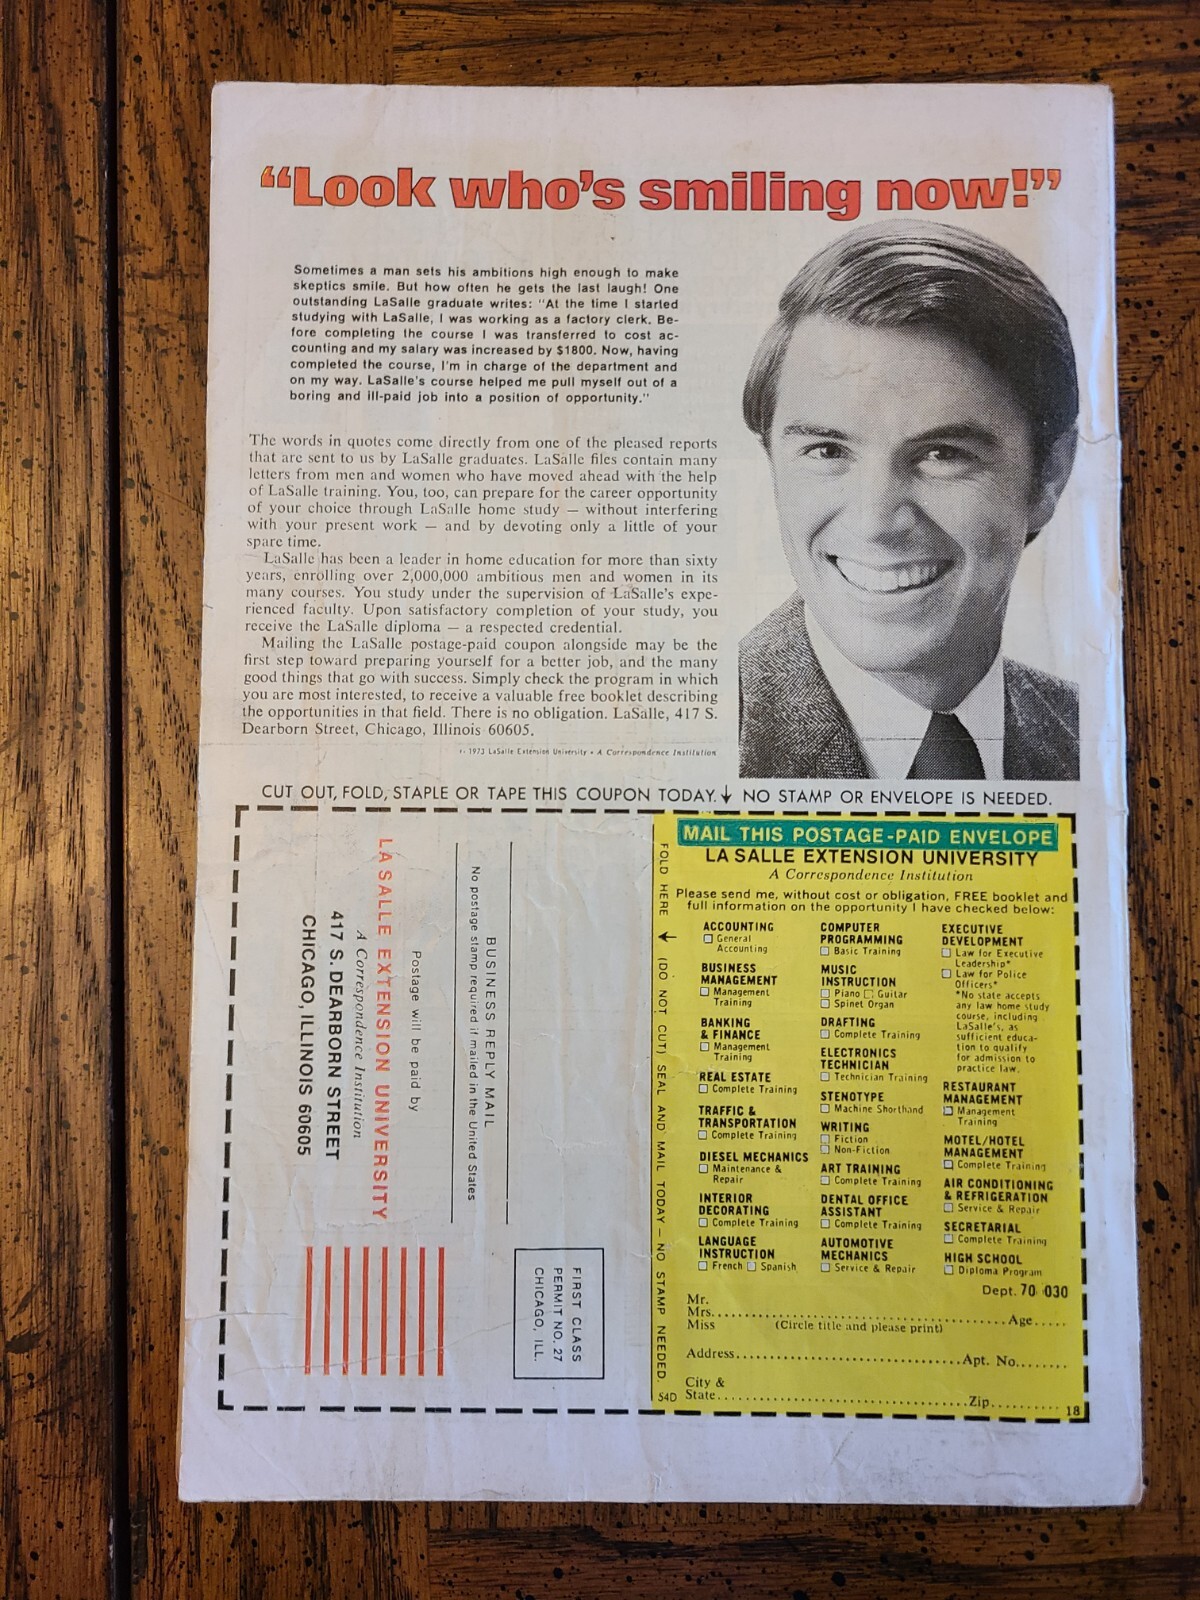 “Look who’s smiling now!”
Sometimes a man sets his ambitions high enough to make
skeptics smile. But how often he gets the last laugh! One
outstanding LaSalle graduate writes: "At the time I started
studying with LaSalle, I was working as a factory clerk. Be-
fore completing the course I was transferred to cost ac-
counting and my salary was increased by $1800. Now, having
completed the course, I'm in charge of the department and
on my way. LaSalle's course helped me pull myself out of a
boring and ill-paid job into a position of opportunity."
The words in quotes come directly from one of the pleased reports
that are sent to us by LaSalle graduates. LaSalle files contain many
letters from men and women who have moved ahead with the help
of LaSalle training. You, too, can prepare for the career opportunity
of your choice through LaSalle home study — without interfering
with your present work — and by devoting only a little of your
spare time.
LaSalle has been a leader in home education for more than sixty
years, enrolling over 2,000,000 ambitious men and women in its
many courses. You study under the supervision of LaSalle's expe-
rienced faculty. Upon satisfactory completion of your study, you
receive the LaSalle diploma — a respected credential.
Mailing the LaSalle postage-paid coupon alongside may be the
first step toward preparing yourself for a better job, and the many
good things that go with success. Simply check the program in which
you are most interested, to receive a valuable free booklet describing
the opportunities in that field. There is no obligation. LaSalle, 417 S.
Dearborn Street, Chicago, Illinois 60605.
1973 LaSalle Extension University • A Correspondence Institution
CUT OUT, FOLD, STAPLE OR TAPE THIS COUPON TODAY. ↓ NO STAMP OR ENVELOPE IS NEEDED.
FIRST CLASS
PERMIT NO. 27
CHICAGO, ILL.
BUSINESS REPLY MAIL
No postage stamp required if mailed in the United States
Postage will be paid by
LA SALLE EXTENSION UNIVERSITY
A Correspondence Institution
417 S. DEARBORN STREET
CHICAGO, ILLINOIS 60605
FOLD HERE ← (DO NOT CUT) SEAL AND MAIL TODAY — NO STAMP NEEDED.
MAIL THIS POSTAGE-PAID ENVELOPE
LA SALLE EXTENSION UNIVERSITY
A Correspondence Institution
Please send me, without cost or obligation, FREE booklet and
full information on the opportunity I have checked below:
ACCOUNTING
☐ General
Accounting
BUSINESS
MANAGEMENT
☐ Management
Training
BANKING
& FINANCE
☐ Management
Training
REAL ESTATE
☐ Complete Training
TRAFFIC &
TRANSPORTATION
☐ Complete Training
DIESEL MECHANICS
☐ Maintenance &
Repair
INTERIOR
DECORATING
☐ Complete Training
LANGUAGE
INSTRUCTION
☐ French ☐ Spanish
COMPUTER
PROGRAMMING
☐ Basic Training
MUSIC
INSTRUCTION
☐ Piano ☐ Guitar
☐ Spinet Organ
DRAFTING
☐ Complete Training
ELECTRONICS
TECHNICIAN
☐ Technician Training
STENOTYPE
☐ Machine Shorthand
WRITING
☐ Fiction
☐ Non-Fiction
ART TRAINING
☐ Complete Training
DENTAL OFFICE
ASSISTANT
☐ Complete Training
AUTOMOTIVE
MECHANICS
☐ Service & Repair
EXECUTIVE
DEVELOPMENT
☐ Law for Executive
Leadership*
☐ Law for Police
Officers*
*No state accepts
any law home study
course, including
LaSalle's, as
sufficient educa-
tion to qualify
for admission to
practice law.
RESTAURANT
MANAGEMENT
☐ Management
Training
MOTEL/HOTEL
MANAGEMENT
☐ Complete Training
AIR CONDITIONING
& REFRIGERATION
☐ Service & Repair
SECRETARIAL
☐ Complete Training
HIGH SCHOOL
☐ Diploma Program
Dept. 70 030
Mr.
Mrs. ........ Age.....
Miss (Circle title and please print)
Address........ Apt. No........
City &
State........ Zip........
54D
18